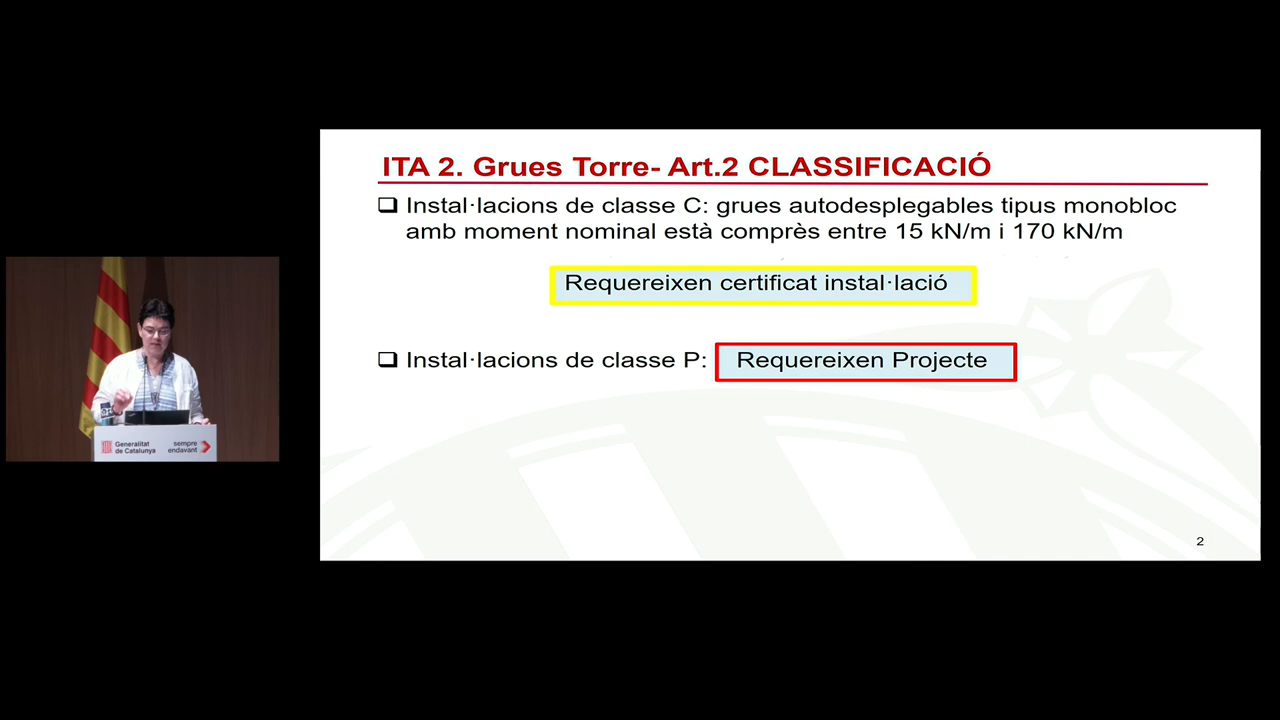 ITA 2. Grues Torre- Art.2 CLASSIFICACIÓ
Instal·lacions de classe C: grues autodesplegables tipus monobloc
amb moment nominal està comprès entre 15 kN/m i 170 kN/m
Requereixen certificat instal·lació
Instal·lacions de classe P: Requereixen Projecte
2
Generalitat
de Catalunya
sempre
endavant